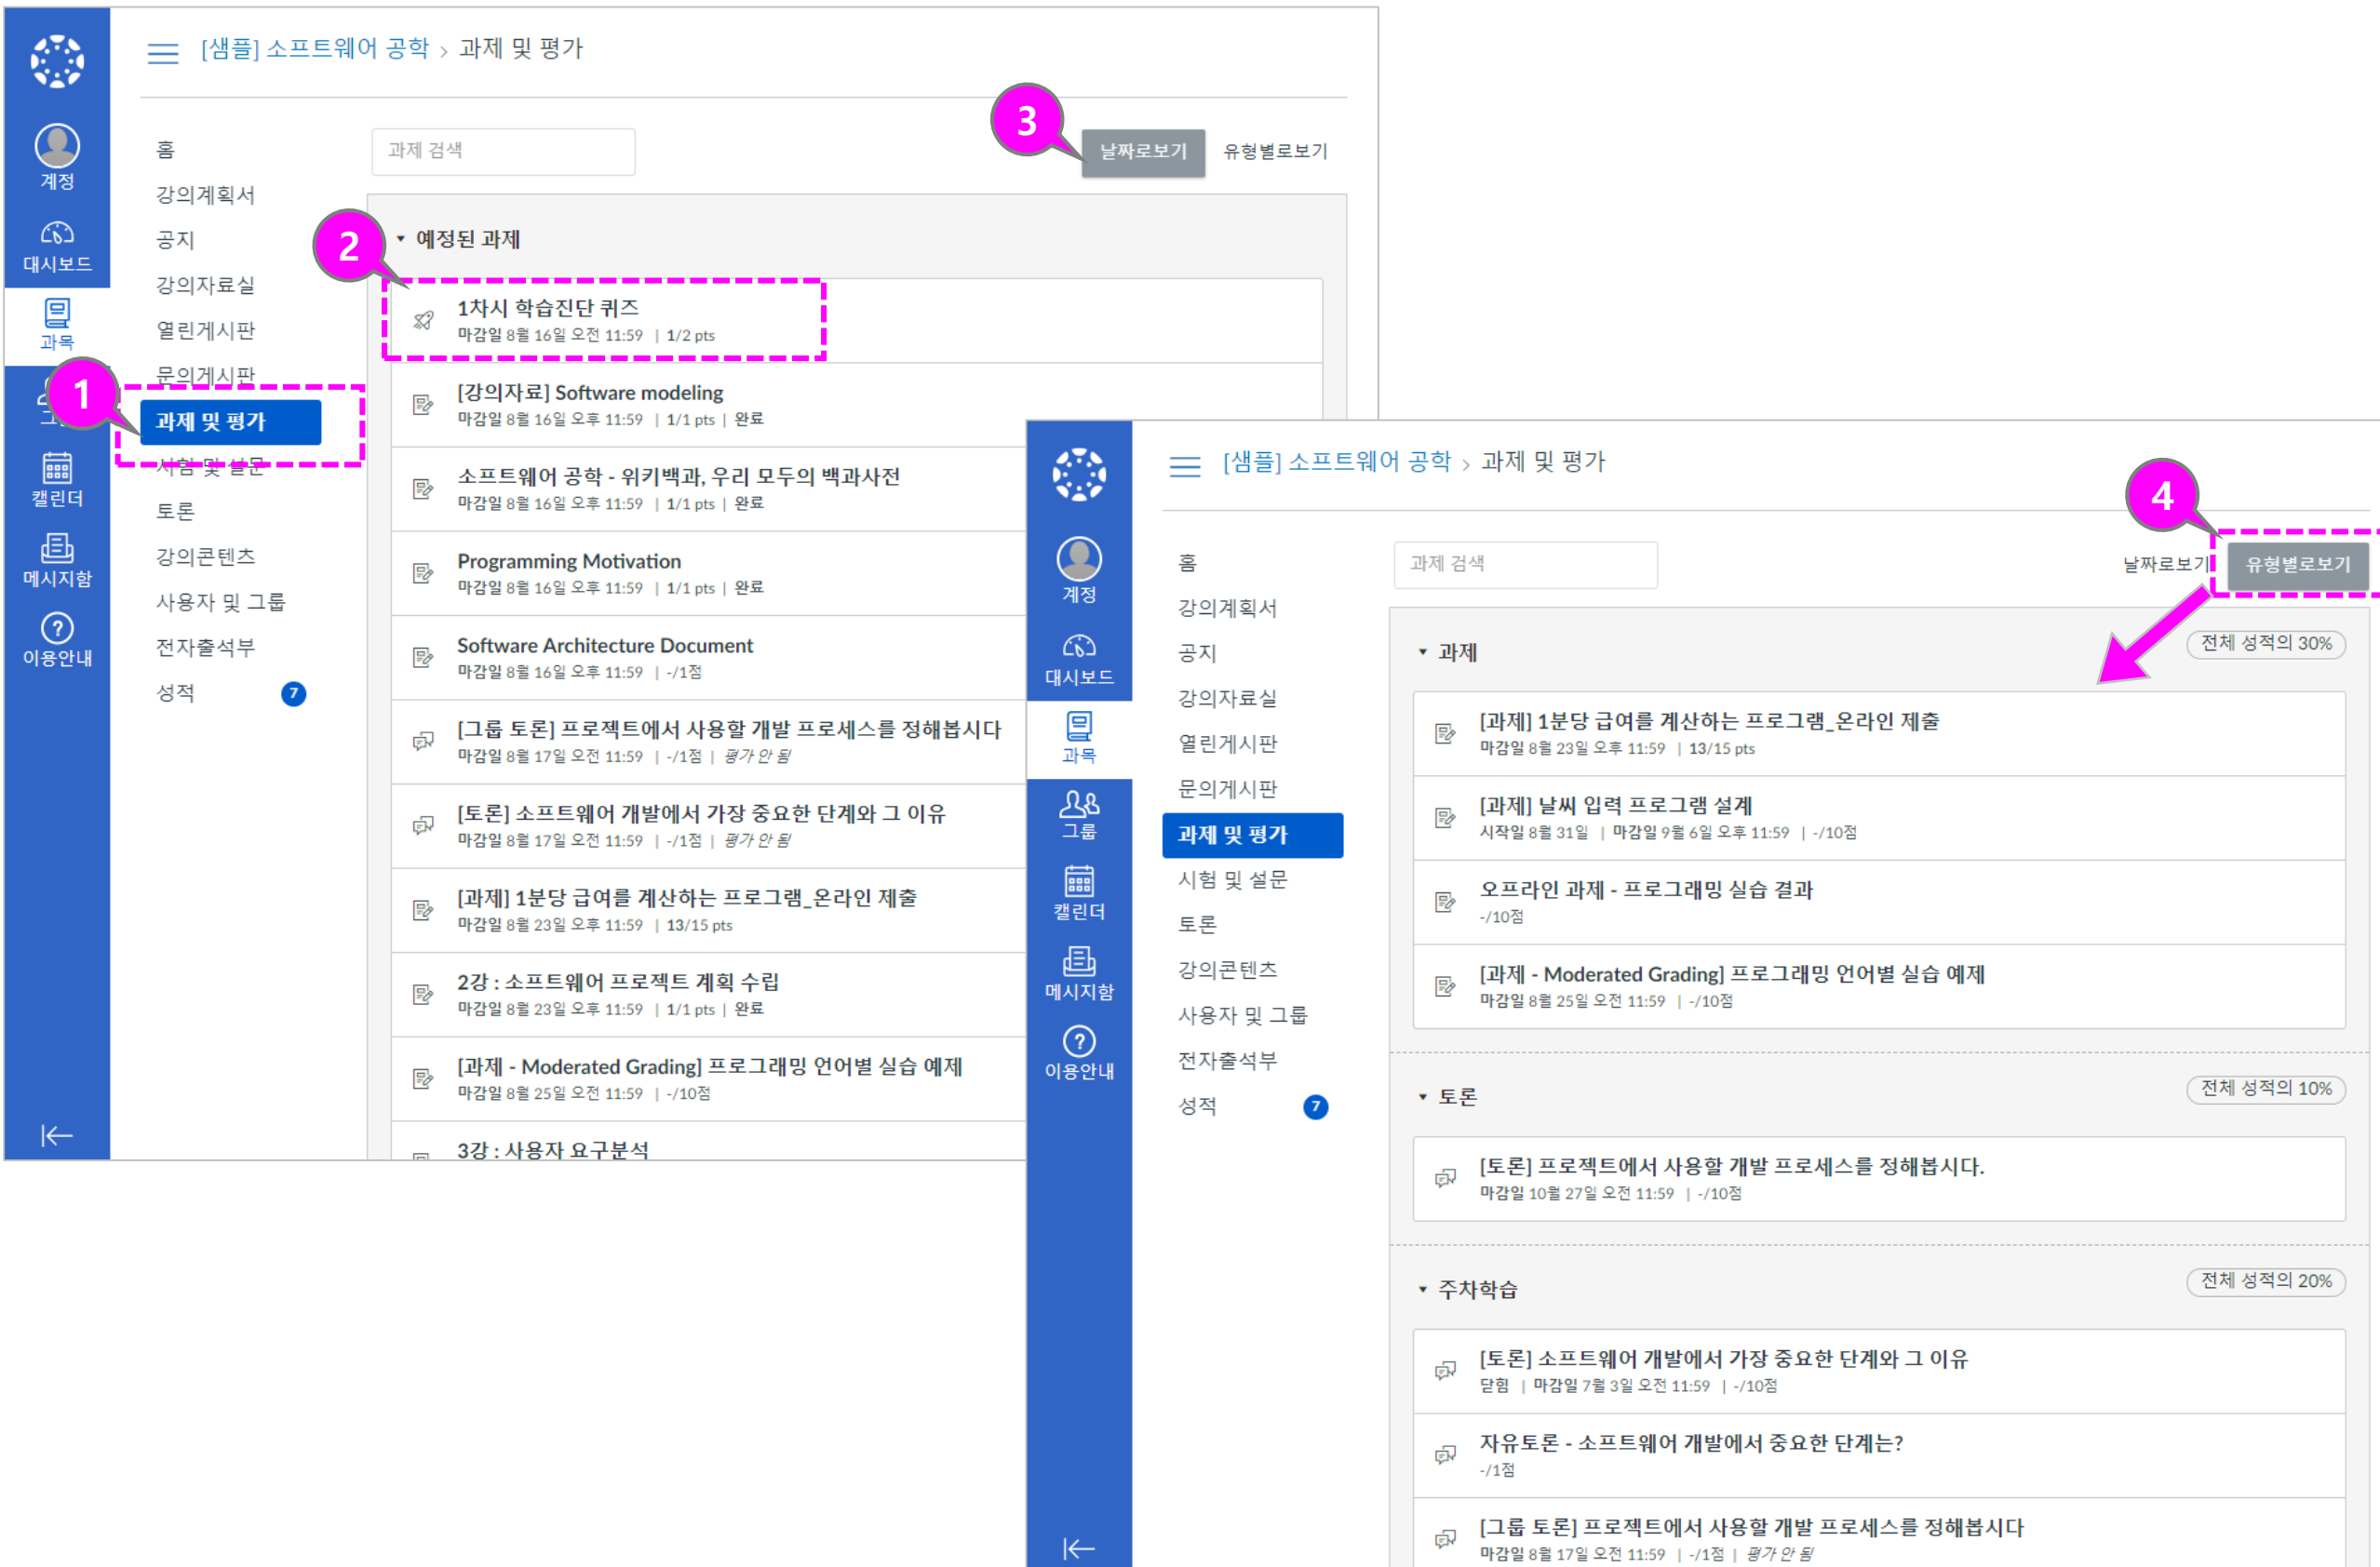 [샘플] 소프트웨어 공학 > 과제 및 평가
계정
대시보드
과목
캘린더
메시지함
이용안내
홈
강의계획서
공지
강의자료실
열린게시판
문의게시판
과제 및 평가
시험 및 설문
토론
강의콘텐츠
사용자 및 그룹
전자출석부
성적 7
1
2
3
과제 검색
날짜로보기 유형별로보기
예정된 과제
1차시 학습진단 퀴즈
마감일 8월 16일 오전 11:59 | 1/2 pts
[강의자료] Software modeling
마감일 8월 16일 오후 11:59 | 1/1 pts | 완료
소프트웨어 공학 - 위키백과, 우리 모두의 백과사전
마감일 8월 16일 오후 11:59 | 1/1 pts | 완료
Programming Motivation
마감일 8월 16일 오후 11:59 | 1/1 pts | 완료
Software Architecture Document
마감일 8월 16일 오후 11:59 | -/1점
[그룹 토론] 프로젝트에서 사용할 개발 프로세스를 정해봅시다
마감일 8월 17일 오전 11:59 | -/1점 | 평가 안 됨
[토론] 소프트웨어 개발에서 가장 중요한 단계와 그 이유
마감일 8월 17일 오전 11:59 | -/1점 | 평가 안 됨
[과제] 1분당 급여를 계산하는 프로그램_온라인 제출
마감일 8월 23일 오후 11:59 | 13/15 pts
2강 : 소프트웨어 프로젝트 계획 수립
마감일 8월 23일 오후 11:59 | 1/1 pts | 완료
[과제 - Moderated Grading] 프로그래밍 언어별 실습 예제
마감일 8월 25일 오전 11:59 | -/10점
3강 : 사용자 요구분석
[샘플] 소프트웨어 공학 > 과제 및 평가
계정
대시보드
과목
그룹
캘린더
메시지함
이용안내
홈
강의계획서
공지
강의자료실
열린게시판
문의게시판
과제 및 평가
시험 및 설문
토론
강의콘텐츠
사용자 및 그룹
전자출석부
성적 7
4
과제 검색
날짜로보기 유형별로보기
과제 전체 성적의 30%
[과제] 1분당 급여를 계산하는 프로그램_온라인 제출
마감일 8월 23일 오후 11:59 | 13/15 pts
[과제] 날씨 입력 프로그램 설계
시작일 8월 31일 | 마감일 9월 6일 오후 11:59 | -/10점
오프라인 과제 - 프로그래밍 실습 결과
-/10점
[과제 - Moderated Grading] 프로그래밍 언어별 실습 예제
마감일 8월 25일 오전 11:59 | -/10점
토론 전체 성적의 10%
[토론] 프로젝트에서 사용할 개발 프로세스를 정해봅시다.
마감일 10월 27일 오전 11:59 | -/10점
주차학습 전체 성적의 20%
[토론] 소프트웨어 개발에서 가장 중요한 단계와 그 이유
닫힘 | 마감일 7월 3일 오전 11:59 | -/10점
자유토론 - 소프트웨어 개발에서 중요한 단계는?
-/1점
[그룹 토론] 프로젝트에서 사용할 개발 프로세스를 정해봅시다
마감일 8월 17일 오전 11:59 | -/1점 | 평가 안 됨